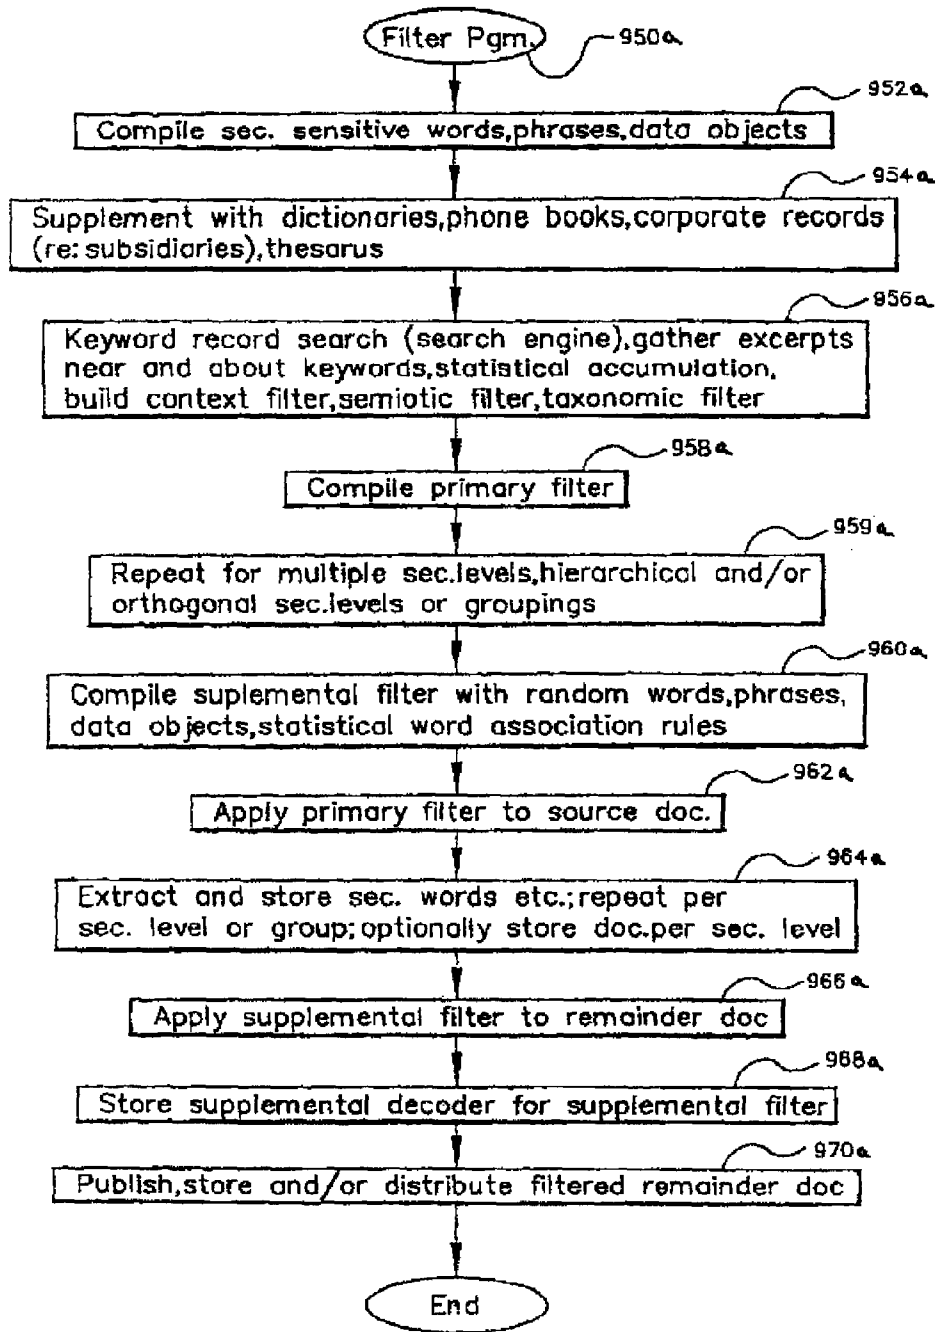 Filter Pgm.
950a
952a
Compile sec. sensitive words,phrases,data objects
954a
Supplement with dictionaries,phone books,corporate records
(re: subsidiaries),thesarus
956a
Keyword record search (search engine),gather excerpts
near and about keywords,statistical accumulation,
build context filter,semiotic filter,taxonomic filter
958a
Compile primary filter
959a
Repeat for multiple sec.levels,hierarchical and/or
orthogonal sec.levels or groupings
960a
Compile suplemental filter with random words,phrases,
data objects,statistical word association rules
962a
Apply primary filter to source doc.
964a
Extract and store sec. words etc.;repeat per
sec. level or group;optionally store doc.per sec. level
966a
Apply supplemental filter to remainder doc
968a
Store supplemental decoder for supplemental filter
970a
Publish,store and/or distribute filtered remainder doc
End